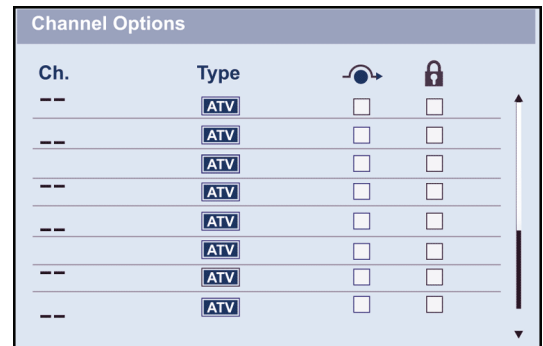 Channel Options
Ch. Type
-- ATV
-- ATV
ATV
-- ATV
-- ATV
ATV
-- ATV
-- ATV